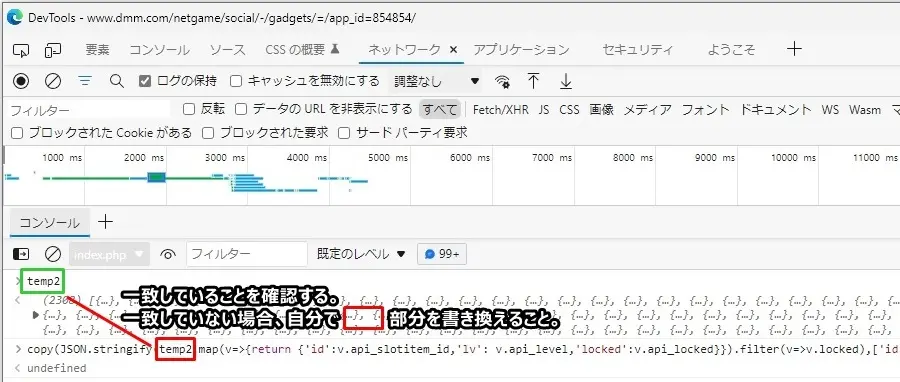 DevTools - www.dmm.com/netgame/social/-/gadgets/=/app_id=854854/
要素 コンソール ソース CSS の概要 ネットワーク × アプリケーション セキュリティ ようこそ +
ログの保持 キャッシュを無効にする 調整なし
フィルター 反転 データの URL を非表示にする すべて Fetch/XHR JS CSS 画像 メディア フォント ドキュメント WS Wasm マ
ブロックされた Cookie がある ブロックされた要求 サード パーティ要求
1000 ms 2000 ms 3000 ms 4000 ms 5000 ms 6000 ms 7000 ms 8000 ms 9000 ms 10000 ms 11000 ms
コンソール +
index.php フィルター 既定のレベル 99+
> temp2
一致していることを確認する。
一致していない場合、自分で 部分を書き換えること。
> copy(JSON.stringify temp2 map(v=>{return {'id':v.api_slotitem_id,'lv': v.api_level,'locked':v.api_locked}}).filter(v=>v.locked),['id
< undefined